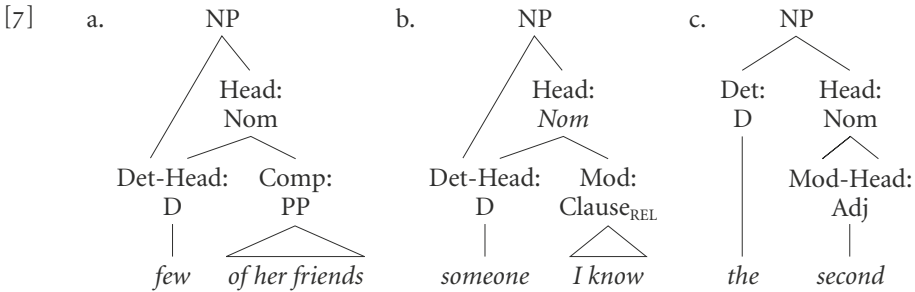 [7] a. NP b. NP c. NP
Head: Head: Det: Head:
Nom Nom D Nom
Det-Head: Comp: Det-Head: Mod: Mod-Head:
D PP D Clause_REL Adj
few of her friends someone I know the second